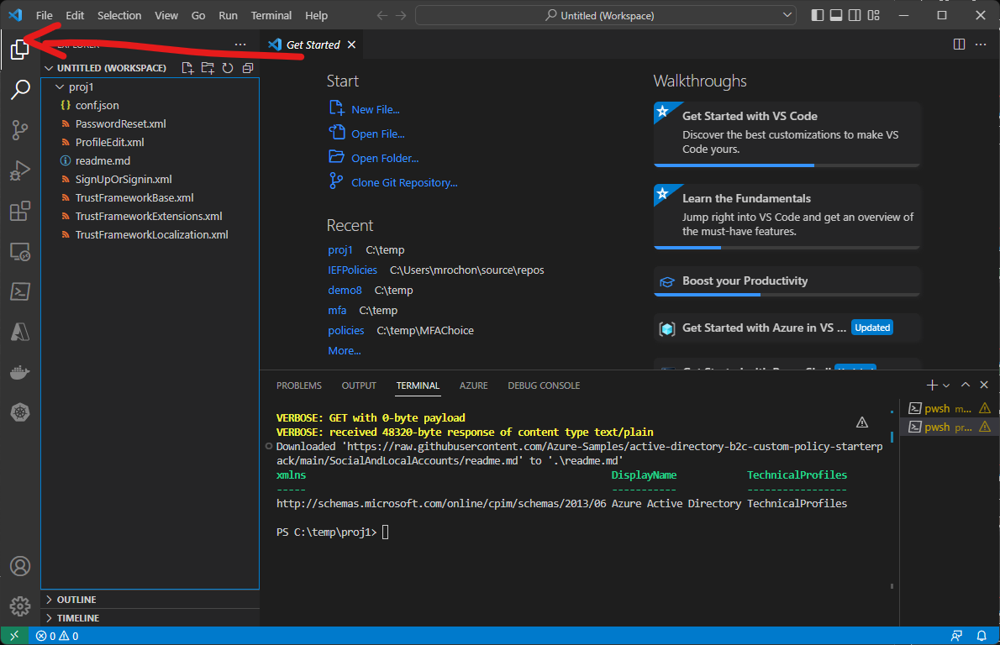 File Edit Selection View Go Run Terminal Help
Untitled (Workspace)
EXPLORER
Get Started
UNTITLED (WORKSPACE)
proj1
conf.json
PasswordReset.xml
ProfileEdit.xml
readme.md
SignUpOrSignin.xml
TrustFrameworkBase.xml
TrustFrameworkExtensions.xml
TrustFrameworkLocalization.xml
OUTLINE
TIMELINE
Start
New File...
Open File...
Open Folder...
Clone Git Repository...
Recent
proj1 C:\temp
IEFPolicies C:\Users\mrochon\source\repos
demo8 C:\temp
mfa C:\temp
policies C:\temp\MFAChoice
More...
Walkthroughs
Get Started with VS Code
Discover the best customizations to make VS
Code yours.
Learn the Fundamentals
Jump right into VS Code and get an overview of
the must-have features.
Boost your Productivity
Get Started with Azure in VS ... Updated
PROBLEMS OUTPUT TERMINAL AZURE DEBUG CONSOLE
VERBOSE: GET with 0-byte payload
VERBOSE: received 48320-byte response of content type text/plain
Downloaded 'https://raw.githubusercontent.com/Azure-Samples/active-directory-b2c-custom-policy-starterp
ack/main/SocialAndLocalAccounts/readme.md' to '.\readme.md'
xmlns DisplayName TechnicalProfiles
----- ----------- -----------------
http://schemas.microsoft.com/online/cpim/schemas/2013/06 Azure Active Directory TechnicalProfiles
PS C:\temp\proj1>
pwsh m...
pwsh pr...
0 0